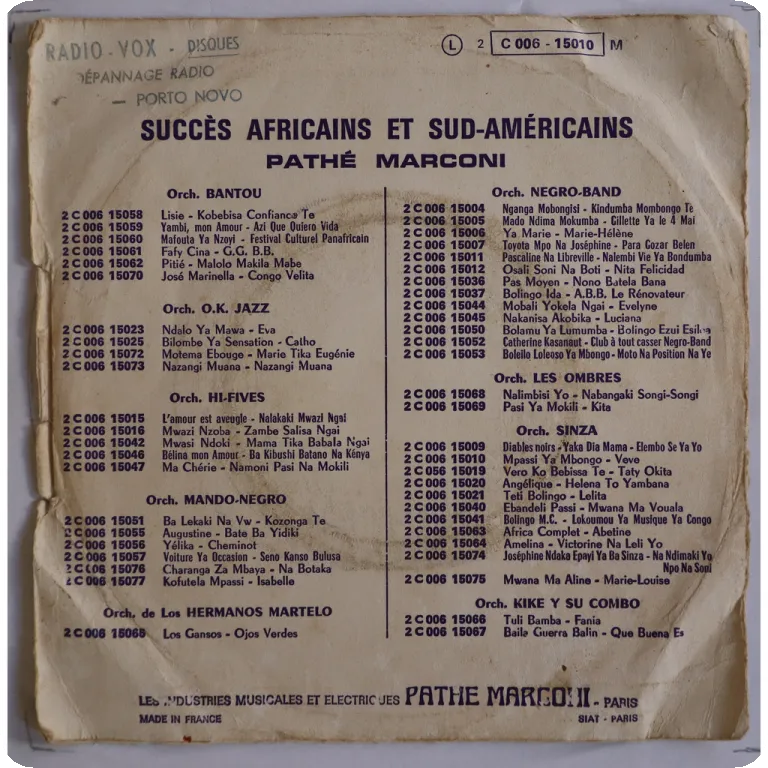 RADIO-VOX - DISQUES
DÉPANNAGE RADIO
— PORTO NOVO
L 2 C 006 - 15010 M
SUCCÈS AFRICAINS ET SUD-AMÉRICAINS
PATHÉ MARCONI
Orch. BANTOU
2 C 006 15058 Lisie - Kobebisa Confiance Te
2 C 006 15059 Yambi, mon Amour - Azi Que Quiero Vida
2 C 006 15060 Mafouta Ya Nzoyi - Festival Culturel Panafricain
2 C 006 15061 Fafy Cina - G.G. B.B.
2 C 006 15062 Pitié - Malolo Makila Mabe
2 C 006 15070 José Marinella - Congo Velita
Orch. O.K. JAZZ
2 C 006 15023 Ndalo Ya Mawa - Eva
2 C 006 15025 Bilombe Ya Sensation - Catho
2 C 006 15072 Motema Ebouge - Marie Tika Eugénie
2 C 006 15073 Nazangi Muana - Nazangi Muana
Orch. HI-FIVES
2 C 006 15015 L'amour est aveugle - Nalakaki Mwazi Ngai
2 C 006 15016 Mwazi Nzoba - Zambe Salisa Ngai
2 C 006 15042 Mwasi Ndoki - Mama Tika Babala Ngai
2 C 006 15046 Bélina mon Amour - Ba Kibushi Batano Na Kénya
2 C 006 15047 Ma Chérie - Namoni Pasi Na Mokili
Orch. MANDO-NEGRO
2 C 006 15051 Ba Lekaki Na Vw - Kozonga Te
2 C 006 15055 Augustine - Bate Ba Yidiki
2 C 006 15056 Yélika - Cheminot
2 C 006 15057 Voiture Ya Occasion - Seno Kanso Bulusa
2 C 006 15076 Charanga Za Mbaya - Na Botaka
2 C 006 15077 Kofutela Mpassi - Isabelle
Orch. de Los HERMANOS MARTELO
2 C 006 15065 Los Gansos - Ojos Verdes
Orch. NEGRO-BAND
2 C 006 15004 Nganga Mobongisi - Kindumba Mombongo Te
2 C 006 15005 Mado Ndima Mokumba - Gillette Ya le 4 Mai
2 C 006 15006 Ya Marie - Marie-Hélène
2 C 006 15007 Toyota Mpo Na Joséphine - Para Gozar Belen
2 C 006 15011 Pascaline Na Libreville - Nalembi Vie Ya Bondumba
2 C 006 15012 Osali Soni Na Boti - Nita Felicidad
2 C 006 15036 Pas Moyen - Nono Batela Bana
2 C 006 15037 Bolingo Ida - A.B.B. Le Rénovateur
2 C 006 15044 Mobali Yokela Ngai - Evelyne
2 C 006 15045 Nakanisa Akobika - Luciana
2 C 006 15050 Bolamu Ya Lumumba - Bolingo Ezui
2 C 006 15052 Catherine Kasanaut - Club à tout casser Negro-Band
2 C 006 15053 Boleilo Loleoso Ya Mbongo - Moto Na Position Na Ye
Orch. LES OMBRES
2 C 006 15068 Nalimbisi Yo - Nabangaki Songi-Songi
2 C 006 15069 Pasi Ya Mokili - Kita
Orch. SINZA
2 C 006 15009 Diables noirs - Yaka Dia Mama - Elembo Se Ya Yo
2 C 006 15010 Mpassi Ya Mbongo - Yeve
2 C 056 15019 Vero Ko Bebissa Te - Taty Okita
2 C 006 15020 Angélique - Helena To Yambana
2 C 006 15021 Teti Bolingo - Lelita
2 C 006 15040 Ebandeli Passi - Mwana Ma Vouala
2 C 006 15041 Bolingo M.C. - Lokoumou Ya Musique Ya Congo
2 C 006 15063 Africa Complet - Abetine
2 C 006 15064 Amelina - Victorine Na Leli Yo
2 C 006 15074 Joséphine Ndaka Epayi Ya Ba Sinza - Na Ndimaki Yo
Npo Na Soni
2 C 006 15075 Mwana Ma Aline - Marie-Louise
Orch. KIKE Y SU COMBO
2 C 006 15066 Tuli Bamba - Fania
2 C 006 15067 Baila Guerra Balin - Que Buena Es
LES INDUSTRIES MUSICALES ET ELECTRIQUES PATHE MARCONI - PARIS
MADE IN FRANCE
SIAT - PARIS